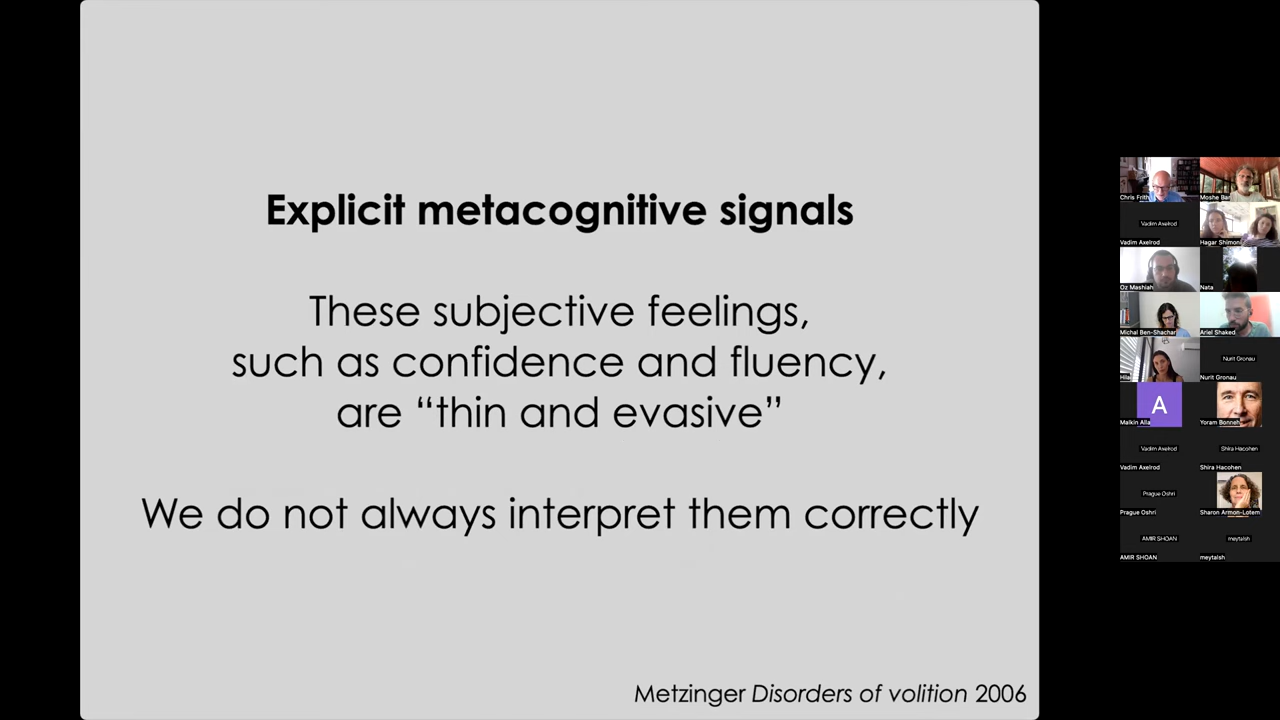 Explicit metacognitive signals
These subjective feelings,
such as confidence and fluency,
are “thin and evasive”
We do not always interpret them correctly
Metzinger Disorders of volition 2006
Chris Frith
Moshe Bar
Vadim Axelrod
Vadim Axelrod
Hagar Shimon
Oz Mashiah
Nata
Michal Ben-Shachar
Ariel Shaked
Hila
Nurit Gronau
Nurit Gronau
A
Malkin Alla
Yoram Bonneh
Vadim Axelrod
Shira Hacohen
Vadim Axelrod
Shira Hacohen
Prague Oshri
Prague Oshri
Sharon Armon-Lotem
AMIR SHOAN
meytalsh
AMIR SHOAN
meytalsh